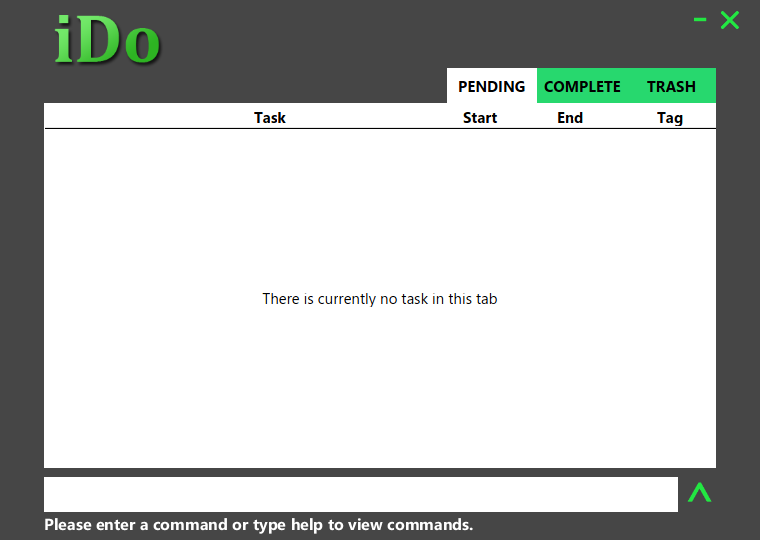 iDo
PENDING COMPLETE TRASH
Task Start End Tag
There is currently no task in this tab
Please enter a command or type help to view commands.